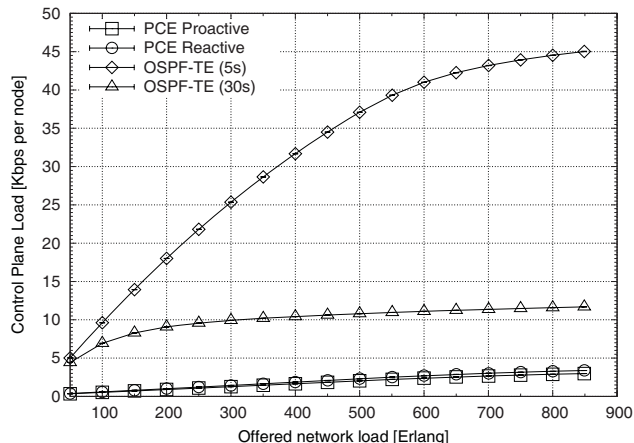 PCE Proactive
PCE Reactive
OSPF-TE (5s)
OSPF-TE (30s)
50
45
40
35
30
25
20
15
10
5
0
Control Plane Load [Kbps per node]
100 200 300 400 500 600 700 800 900
Offered network load [Erlang]